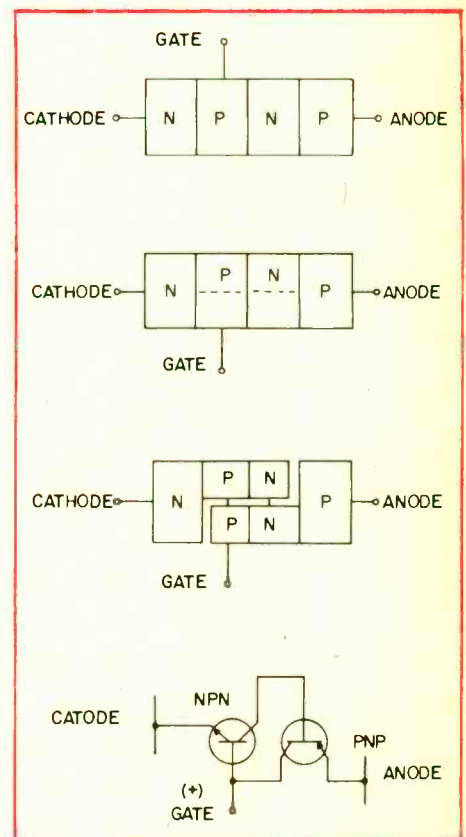 GATE
CATHODE N P N P ANODE
P N
CATHODE N P ANODE
GATE
P N
CATHODE N P ANODE
P N
GATE
NPN
CATODE
PNP
ANODE
(+)
GATE